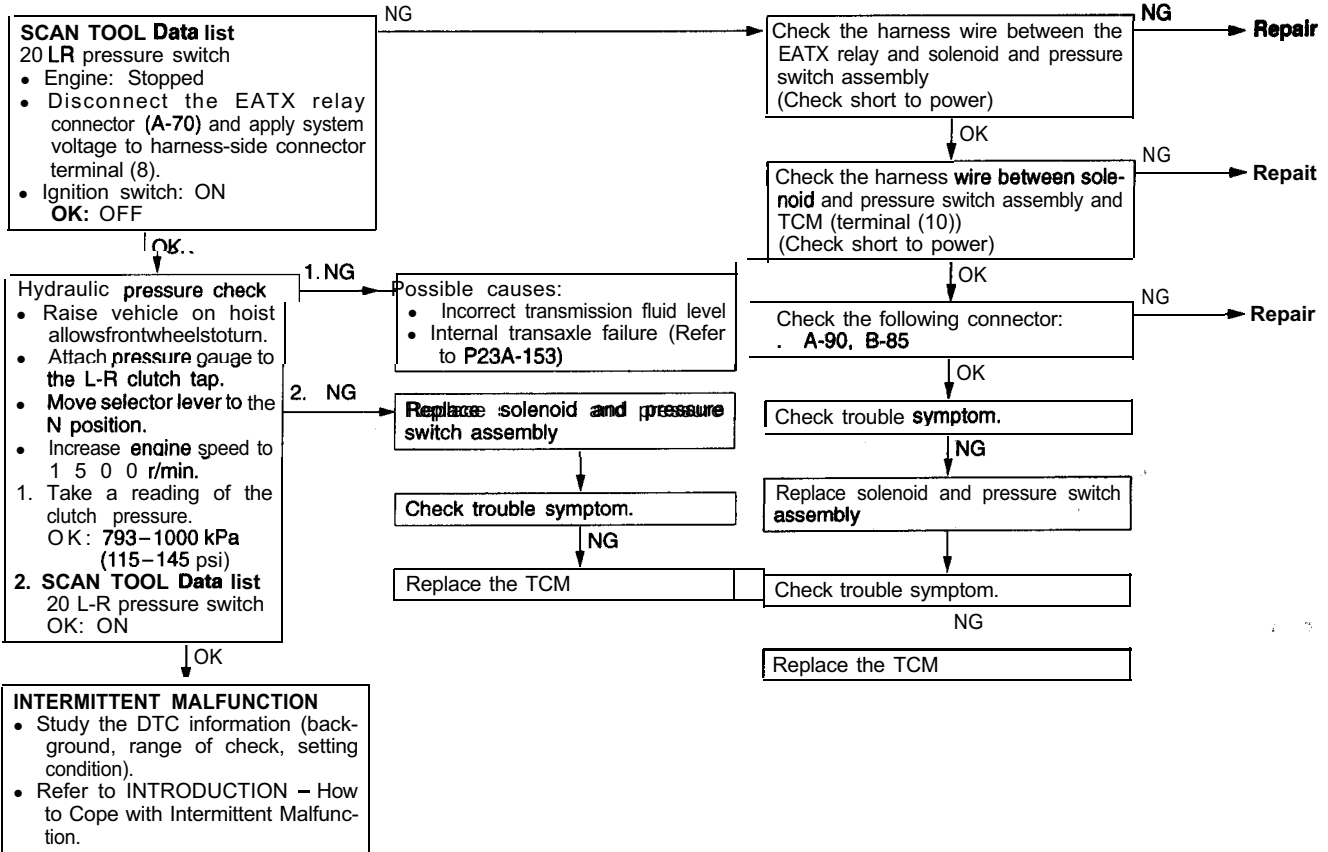 NG
SCAN TOOL Data list
20 LR pressure switch
• Engine: Stopped
• Disconnect the EATX relay
connector (A-70) and apply system
voltage to harness-side connector
terminal (8).
• Ignition switch: ON
OK: OFF
OK..
Hydraulic pressure check
• Raise vehicle on hoist
allowsfrontwheelstoturn.
• Attach pressure gauge to
the L-R clutch tap.
• Move selector lever to the
N position.
• Increase engine speed to
1 5 0 0 r/min.
1. Take a reading of the
clutch pressure.
OK: 793–1000 kPa
(115–145 psi)
2. SCAN TOOL Data list
20 L-R pressure switch
OK: ON
OK
INTERMITTENT MALFUNCTION
• Study the DTC information (back-
ground, range of check, setting
condition).
• Refer to INTRODUCTION – How
to Cope with Intermittent Malfunc-
tion.
1. NG
Possible causes:
• Incorrect transmission fluid level
• Internal transaxle failure (Refer
to P23A-153)
2. NG
Replace solenoid and pressure
switch assembly
Check trouble symptom.
NG
Replace the TCM
Check the harness wire between the
EATX relay and solenoid and pressure
switch assembly
(Check short to power)
NG
Repair
OK
Check the harness wire between sole-
noid and pressure switch assembly and
TCM (terminal (10))
(Check short to power)
NG
Repait
OK
Check the following connector:
. A-90, B-85
NG
Repair
OK
Check trouble symptom.
NG
Replace solenoid and pressure switch
assembly
Check trouble symptom.
NG
Replace the TCM